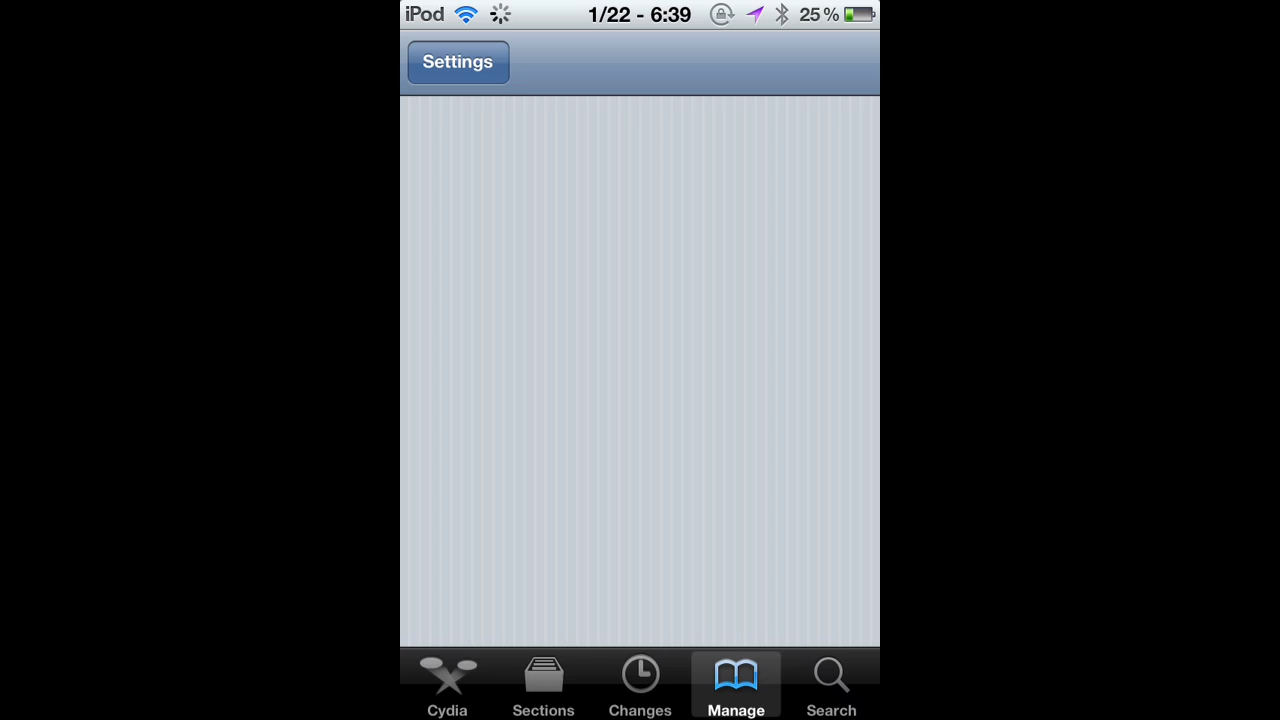 iPod 1/22 - 6:39 25%
Settings
Cydia Sections Changes Manage Search